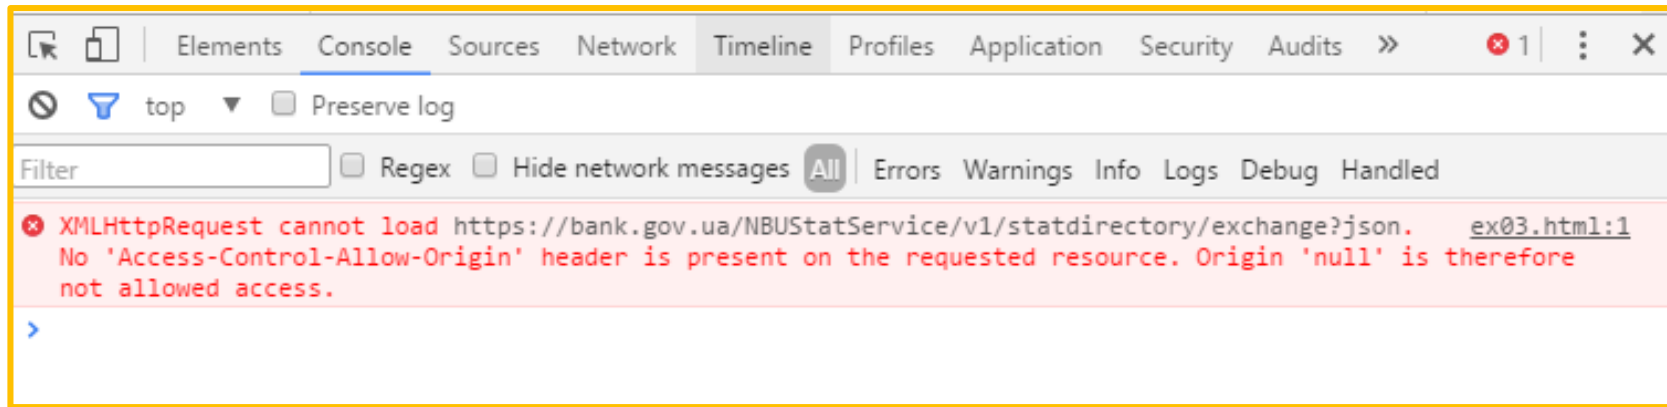 Elements Console Sources Network Timeline Profiles Application Security Audits » 1
top Preserve log
Filter Regex Hide network messages All Errors Warnings Info Logs Debug Handled
XMLHttpRequest cannot load https://bank.gov.ua/NBUStatService/v1/statdirectory/exchange?json. ex03.html:1
No 'Access-Control-Allow-Origin' header is present on the requested resource. Origin 'null' is therefore
not allowed access.